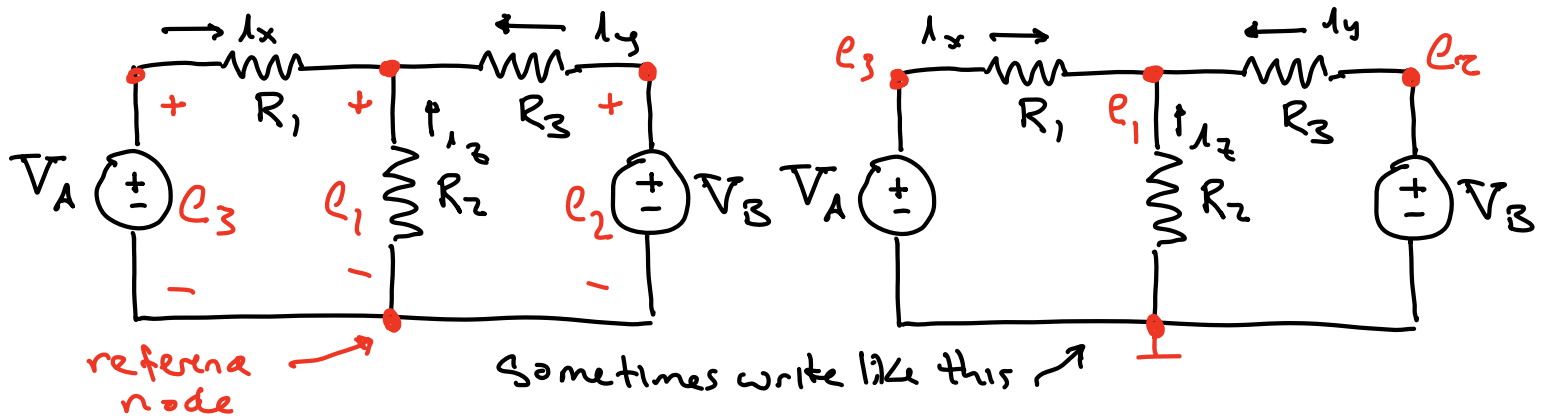 ix iy
e3 ix iy e2
+ + +
R1 iz R3
R1 e1 iz R3
VA + - e3 e1 R2 e2 + - VB
VA + - R2 + - VB
- - -
reference
node
Sometimes write like this